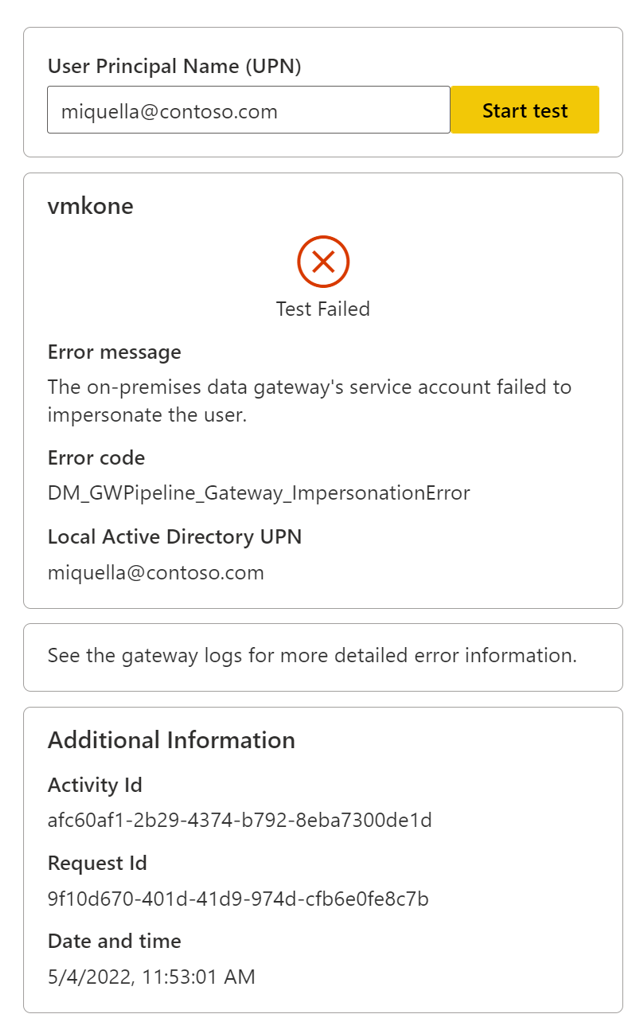 User Principal Name (UPN)
miquella@contoso.com
Start test
vmkone
Test Failed
Error message
The on-premises data gateway's service account failed to
impersonate the user.
Error code
DM_GWPipeline_Gateway_ImpersonationError
Local Active Directory UPN
miquella@contoso.com
See the gateway logs for more detailed error information.
Additional Information
Activity Id
afc60af1-2b29-4374-b792-8eba7300de1d
Request Id
9f10d670-401d-41d9-974d-cfb6e0fe8c7b
Date and time
5/4/2022, 11:53:01 AM